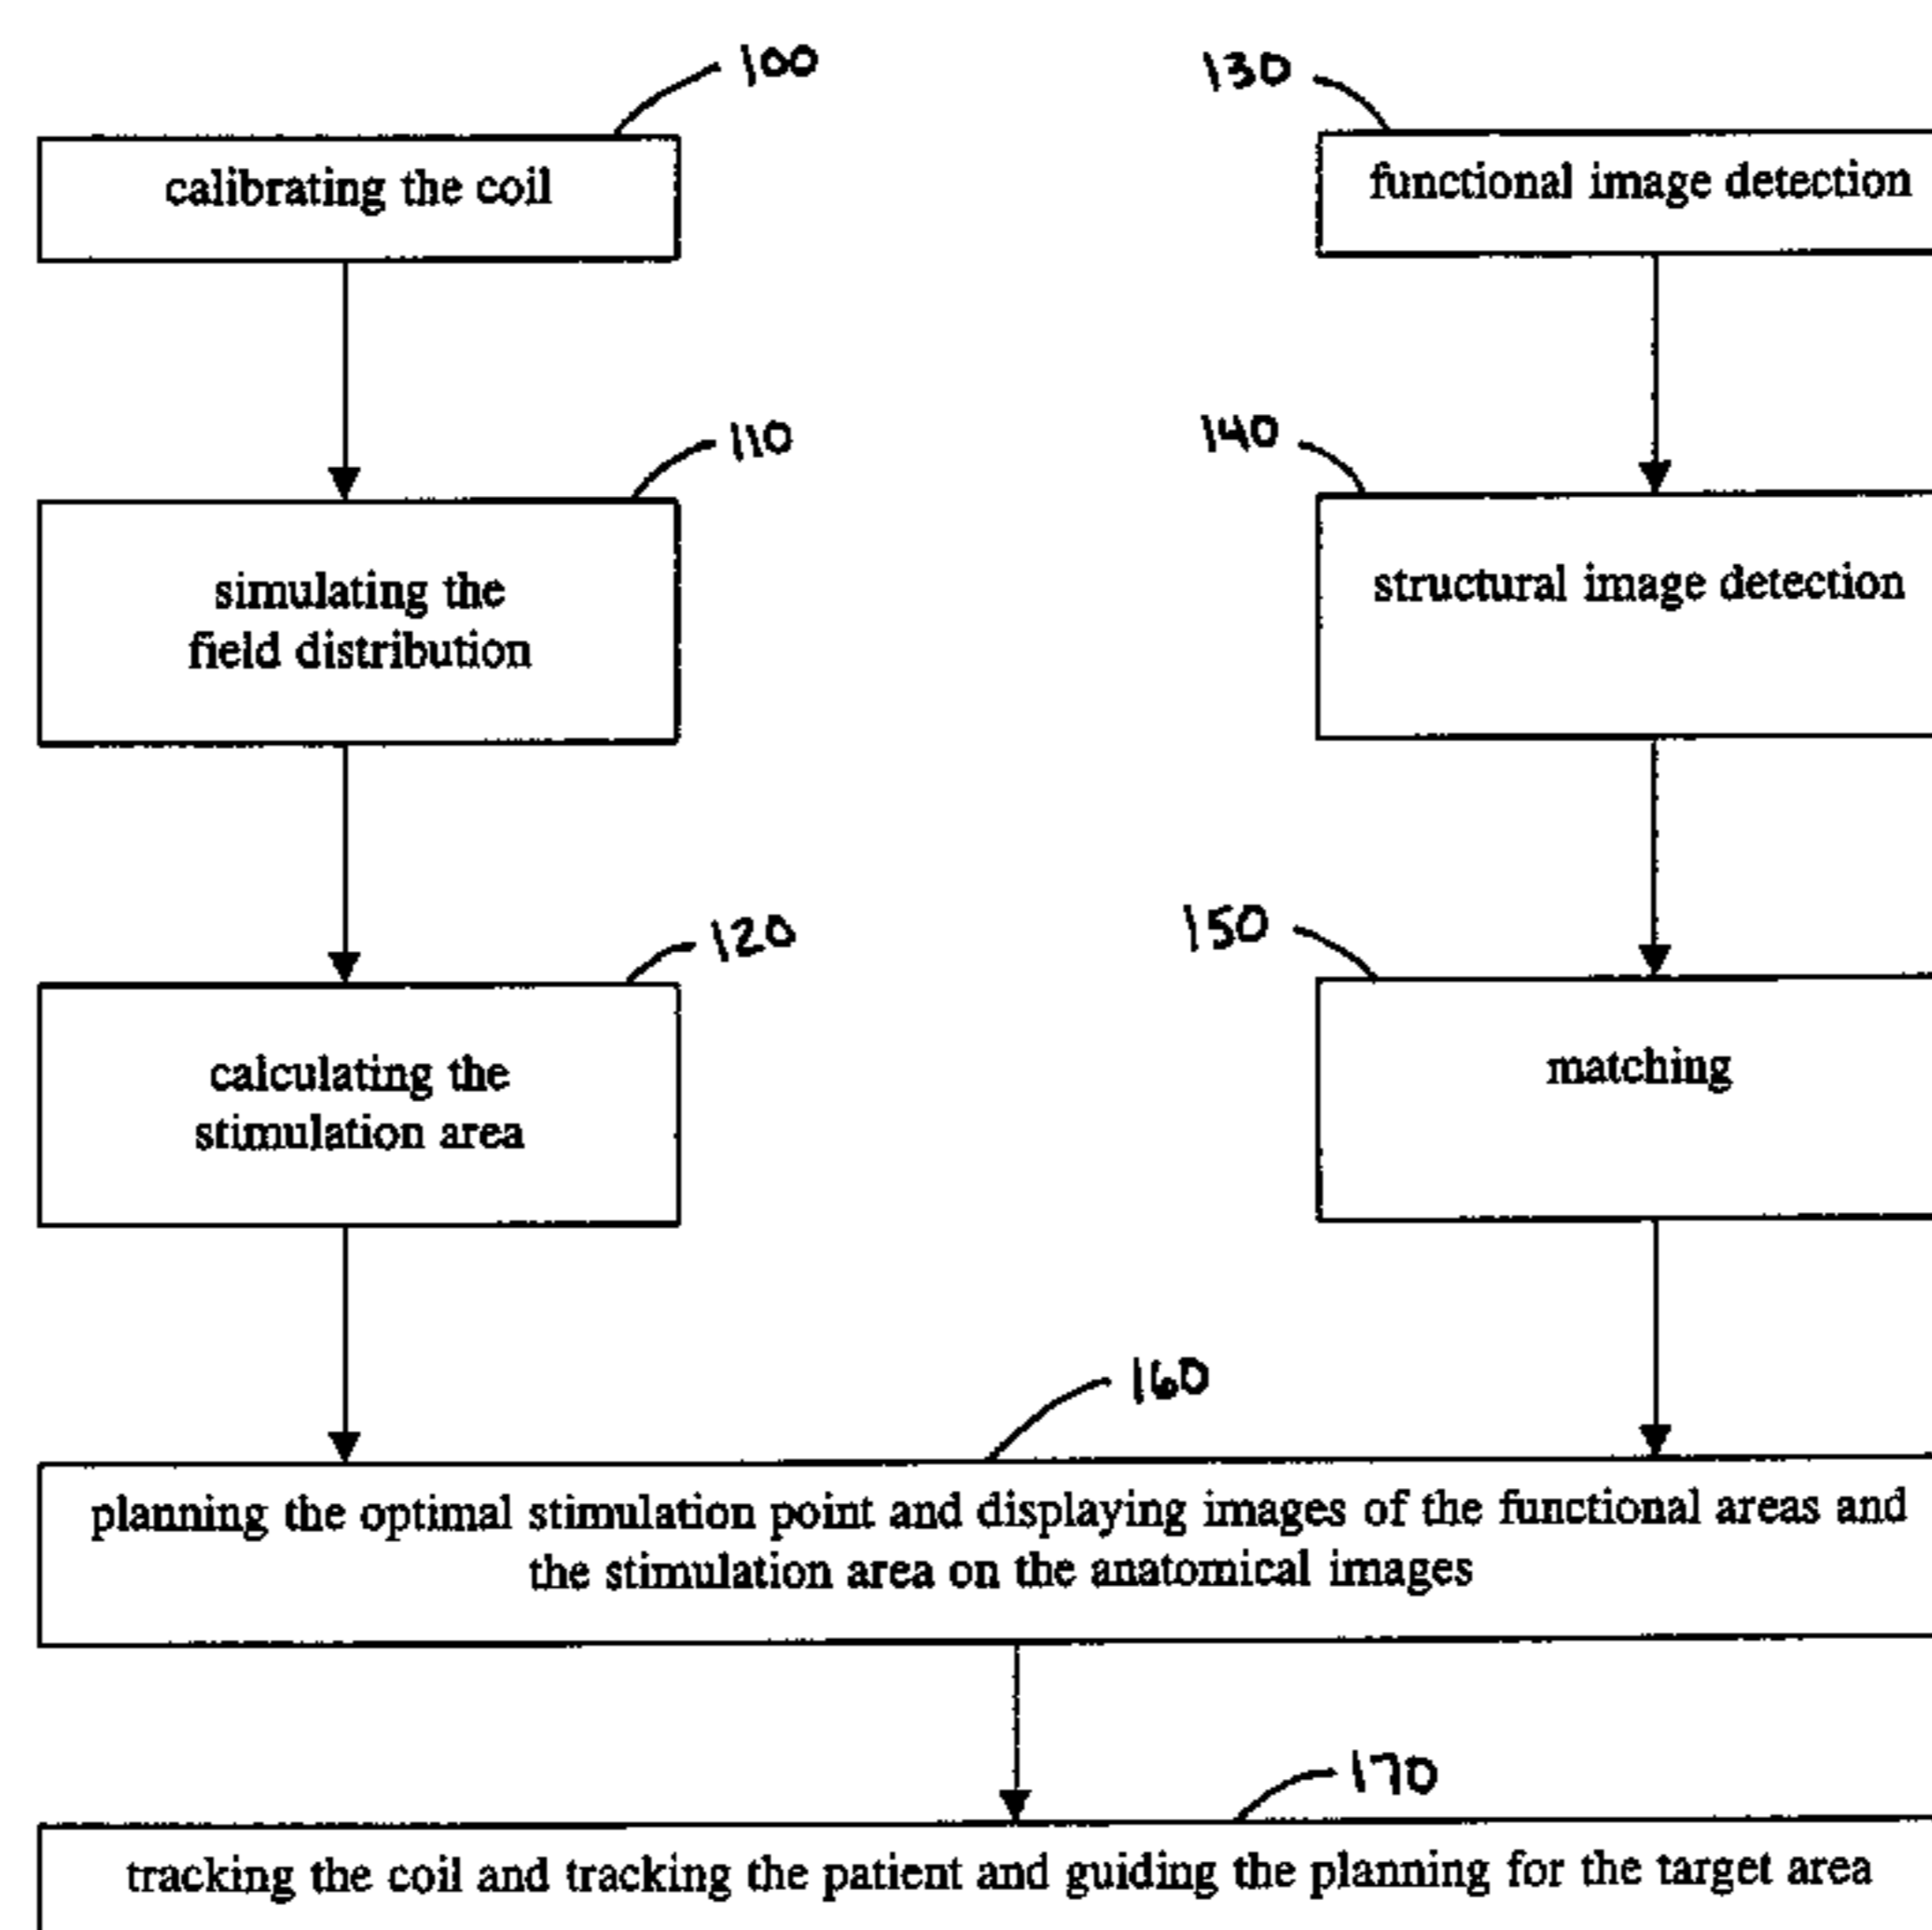 100
130
calibrating the coil
functional image detection
110
140
simulating the
field distribution
structural image detection
120
150
calculating the
stimulation area
matching
160
planning the optimal stimulation point and displaying images of the functional areas and
the stimulation area on the anatomical images
170
tracking the coil and tracking the patient and guiding the planning for the target area